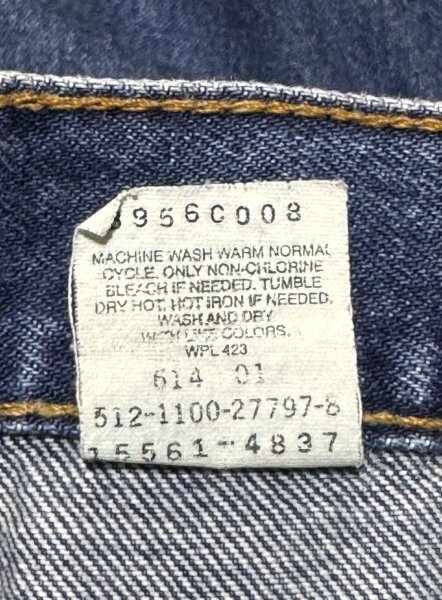 3956C008
MACHINE WASH WARM NORMAL
CYCLE. ONLY NON-CHLORINE
BLEACH IF NEEDED. TUMBLE
DRY HOT. HOT IRON IF NEEDED.
WASH AND DRY
WITH LIKE COLORS.
WPL 423
614 01
512-1100-27797-8
15561-4837